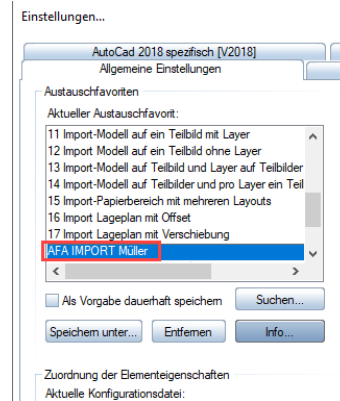 Einstellungen...
AutoCad 2018 spezifisch [V2018]
Allgemeine Einstellungen
Austauschfavoriten
Aktueller Austauschfavorit:
11 Import-Modell auf ein Teilbild mit Layer
12 Import-Modell auf ein Teilbild ohne Layer
13 Import-Modell auf Teilbild und Layer auf Teilbilder
14 Import-Modell auf Teilbilder und pro Layer ein Teil
15 Import-Papierbereich mit mehreren Layouts
16 Import Lageplan mit Offset
17 Import Lageplan mit Verschiebung
AFA IMPORT Müller
Als Vorgabe dauerhaft speichern
Suchen...
Speichern unter...
Entfernen
Info...
Zuordnung der Elementeigenschaften
Aktuelle Konfigurationsdatei: